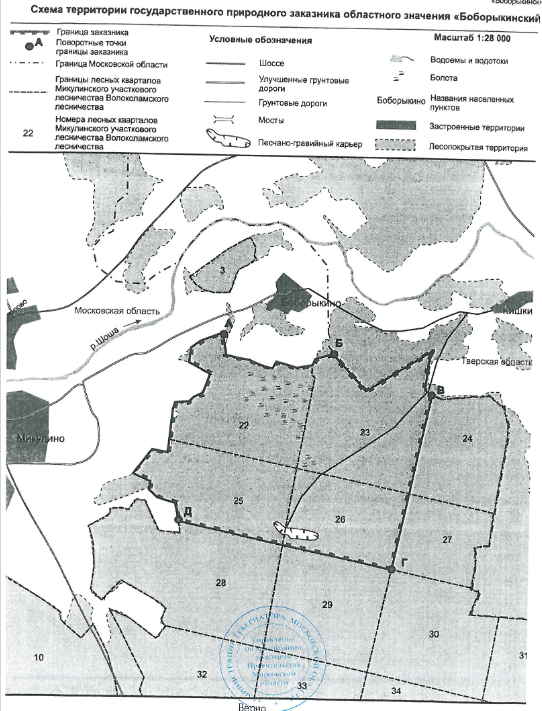 Схема территории государственного природного заказника областного значения «Боборыкинский
Граница заказника
А
Поворотные точки
границы заказника
Граница Московской области
Границы лесных кварталов
Микулинского участкового
лесничества Волоколамского
лесничества
22
Номера лесных кварталов
Микулинского участкового
лесничества Волоколамского
лесничества
Условные обозначения
Шоссе
Улучшенные грунтовые
дороги
Грунтовые дороги
Мосты
Песчано-гравийный карьер
Масштаб 1:28 000
Водоемы и водотоки
Болота
Боборыкино
Названия населенных
пунктов
Застроенные территории
Лесопокрытая территория
3
Боборыкино
Кишки
Московская область
р.Шоша
А
Б
Тверская област
В
Микулино
22
23
24
25
26
27
Д
Г
28
29
30
31
10
32
33
34
Верно